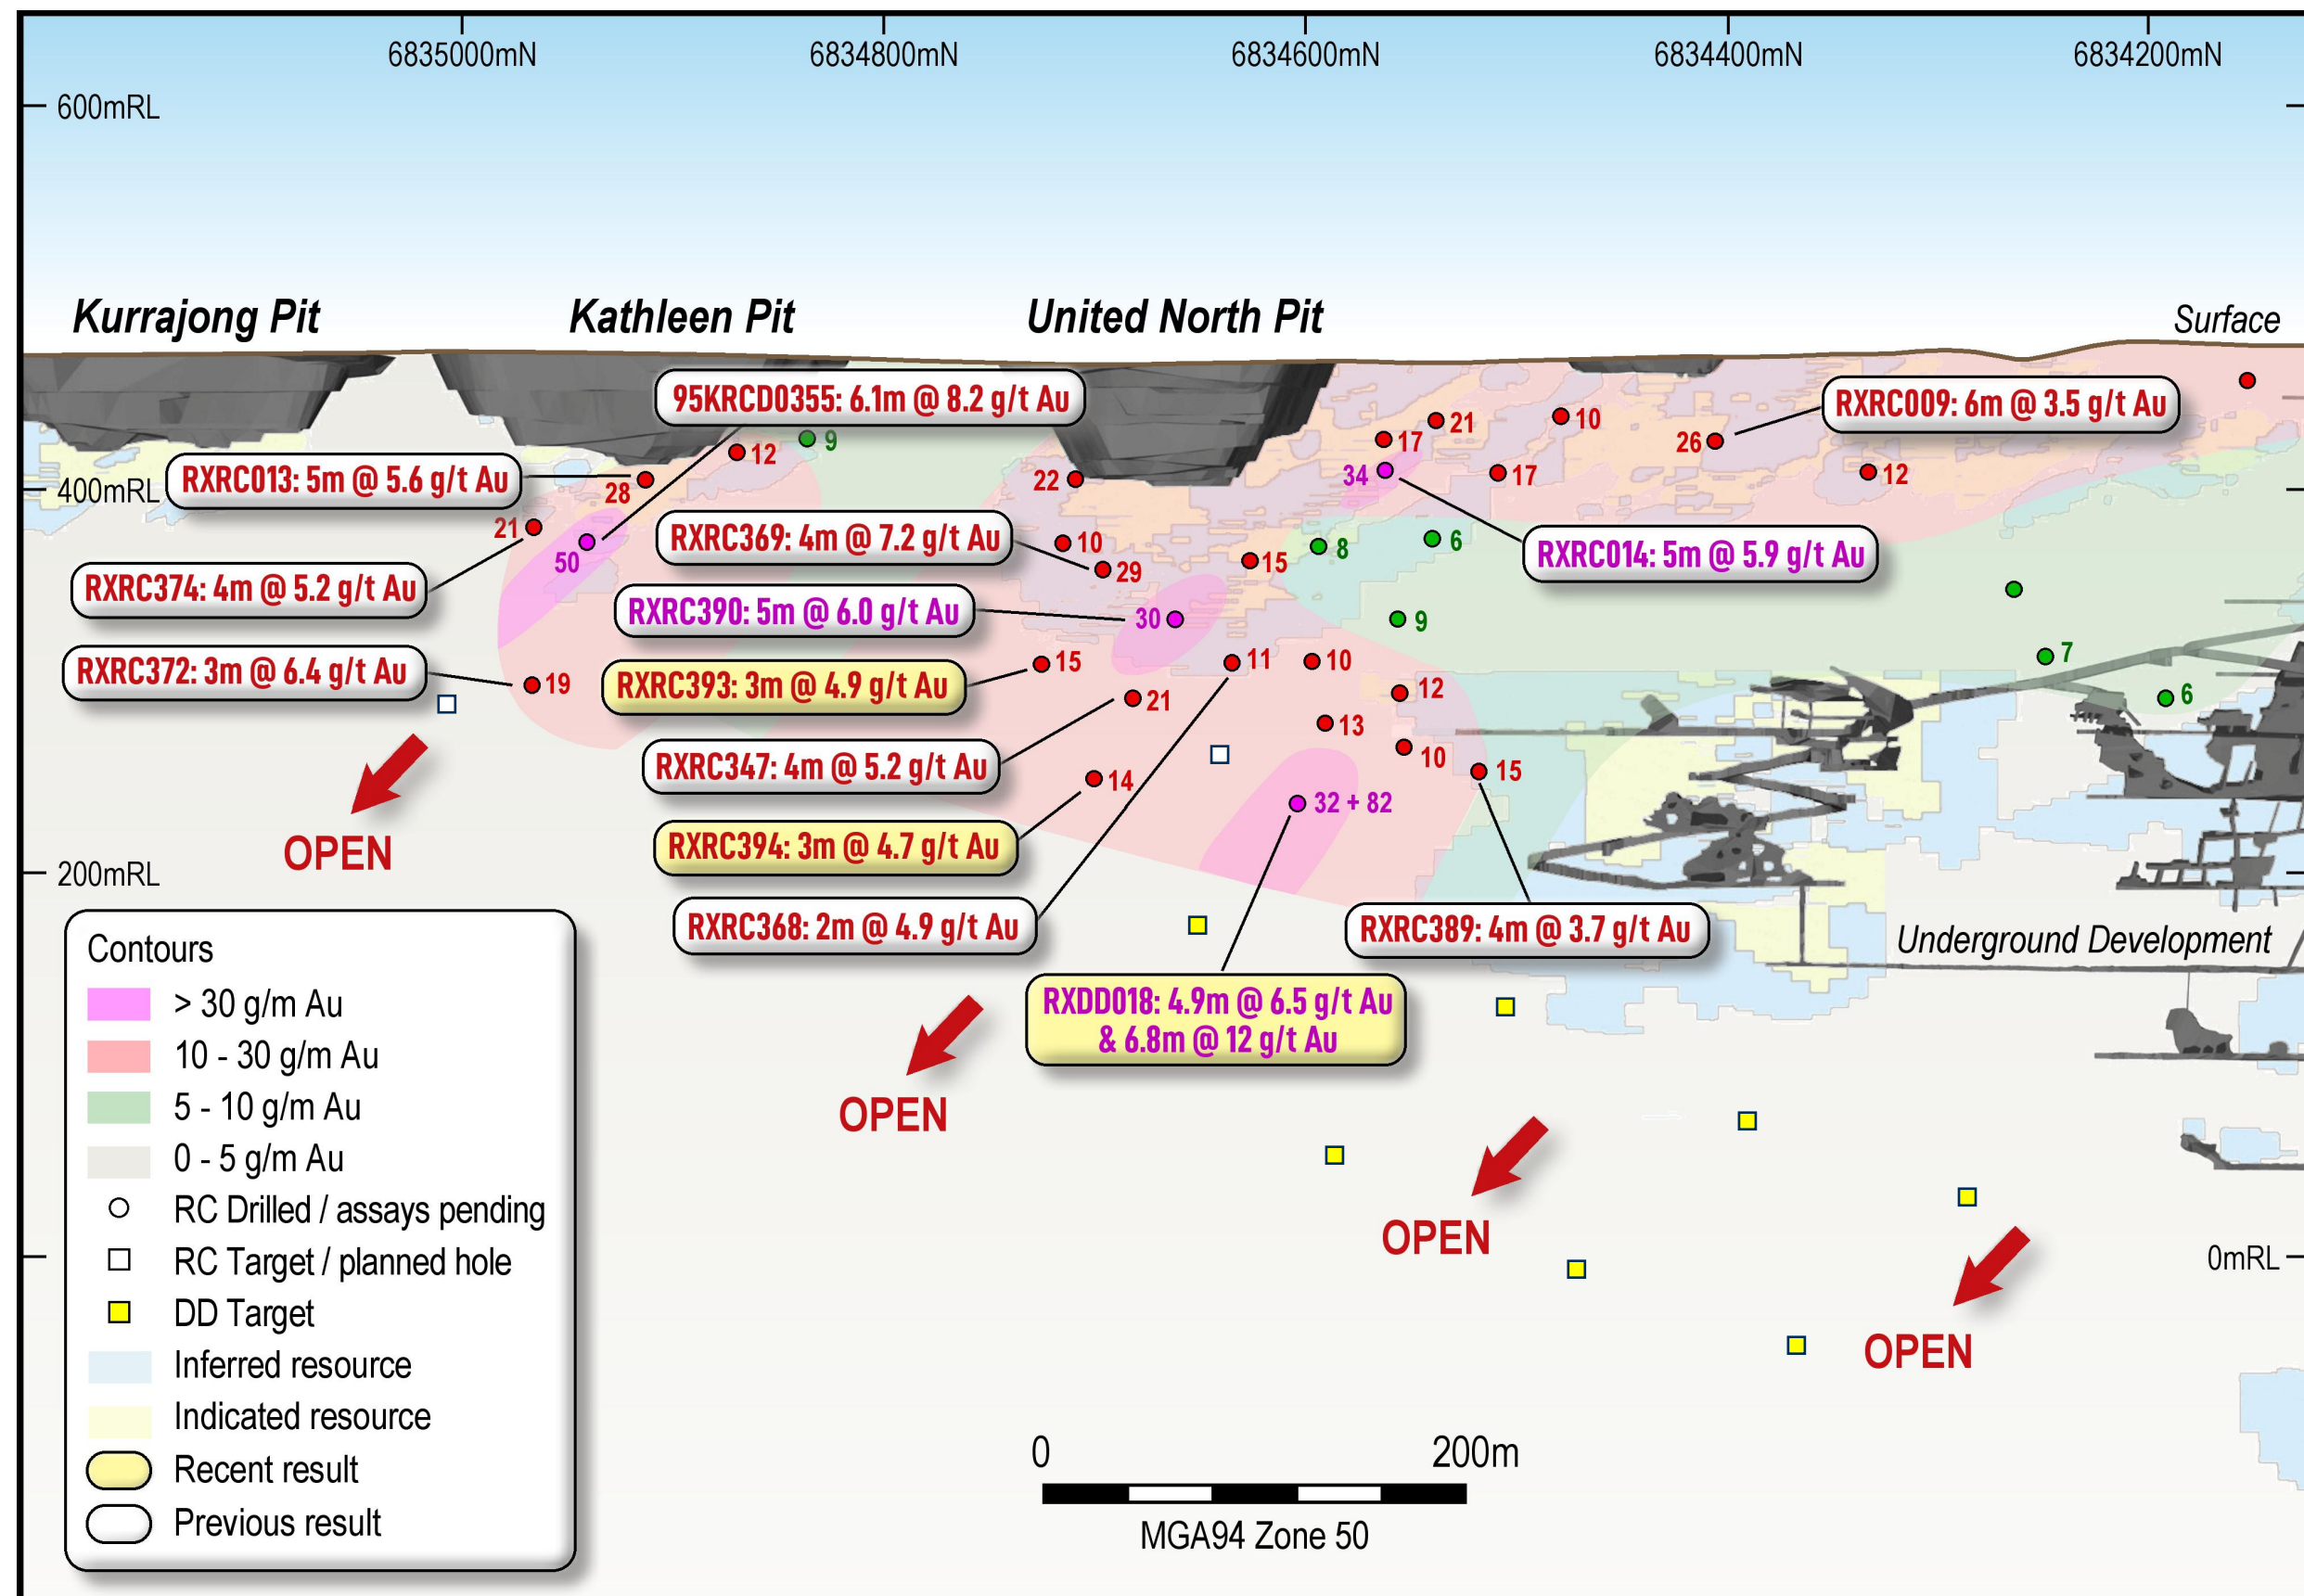 6835000mN 6834800mN 6834600mN 6834400mN 6834200mN
600mRL
Kurrajong Pit Kathleen Pit United North Pit Surface
95KRCD0355: 6.1m @ 8.2 g/t Au
RXRC009: 6m @ 3.5 g/t Au
21
10
17
26
9
12
34
17
12
RXRC013: 5m @ 5.6 g/t Au
28
22
400mRL
21
50
RXRC369: 4m @ 7.2 g/t Au
10
29
15
8
6
RXRC014: 5m @ 5.9 g/t Au
RXRC374: 4m @ 5.2 g/t Au
RXRC390: 5m @ 6.0 g/t Au
30
9
7
RXRC372: 3m @ 6.4 g/t Au
19
RXRC393: 3m @ 4.9 g/t Au
15
11
10
12
6
21
13
10
15
RXRC347: 4m @ 5.2 g/t Au
14
32 + 82
OPEN
RXRC394: 3m @ 4.7 g/t Au
200mRL
RXRC368: 2m @ 4.9 g/t Au
RXRC389: 4m @ 3.7 g/t Au
Underground Development
RXDD018: 4.9m @ 6.5 g/t Au
& 6.8m @ 12 g/t Au
OPEN
OPEN
0mRL
OPEN
Contours
> 30 g/m Au
10 - 30 g/m Au
5 - 10 g/m Au
0 - 5 g/m Au
RC Drilled / assays pending
RC Target / planned hole
DD Target
Inferred resource
Indicated resource
Recent result
Previous result
0 200m
MGA94 Zone 50